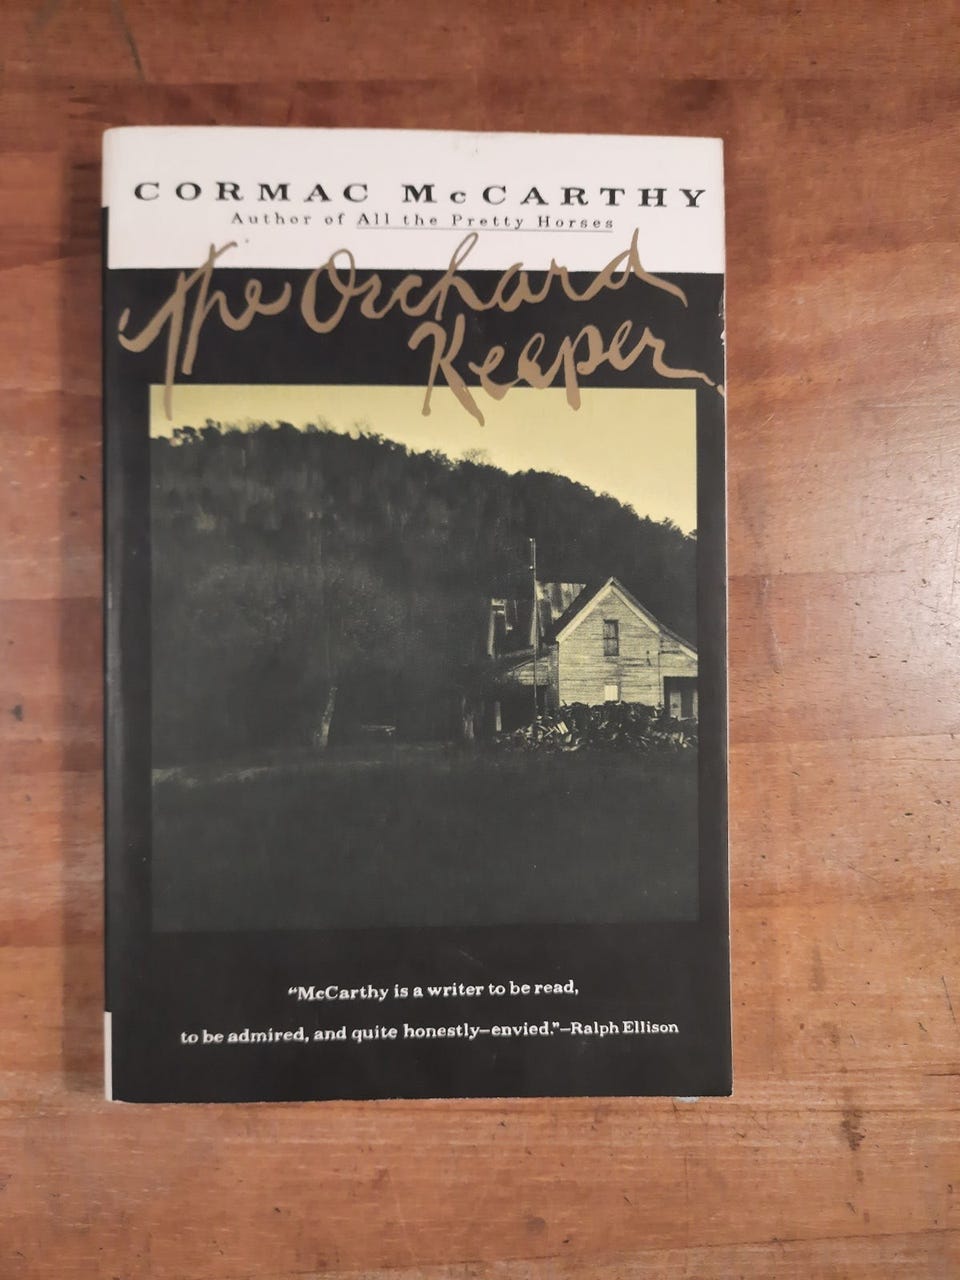 CORMAC McCARTHY
Author of All the Pretty Horses
The Orchard
Keeper
“McCarthy is a writer to be read,
to be admired, and quite honestly—envied.”—Ralph Ellison